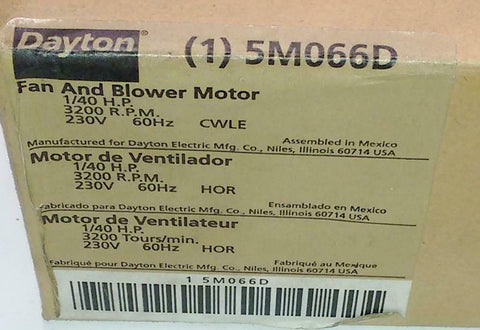 Dayton (1) 5M066D
Fan And Blower Motor
1/40 H.P.
3200 R.P.M.
230V 60Hz CWLE
Assembled in Mexico
Manufactured for Dayton Electric Mfg. Co., Niles, Illinois 60714 USA
Motor de Ventilador
1/40 H.P.
3200 R.P.M.
230V 60Hz HOR
Ensamblado en Mexico
Fabricado para Dayton Electric Mfg. Co., Niles, Illinois 60714 USA
Motor de Ventilateur
1/40 H.P.
3200 Tours/min.
230V 60Hz HOR
Fabriqué au Mexique
Fabriqué pour Dayton Electric Mfg. Co., Niles, Illinois 60714 USA
1 5M066D